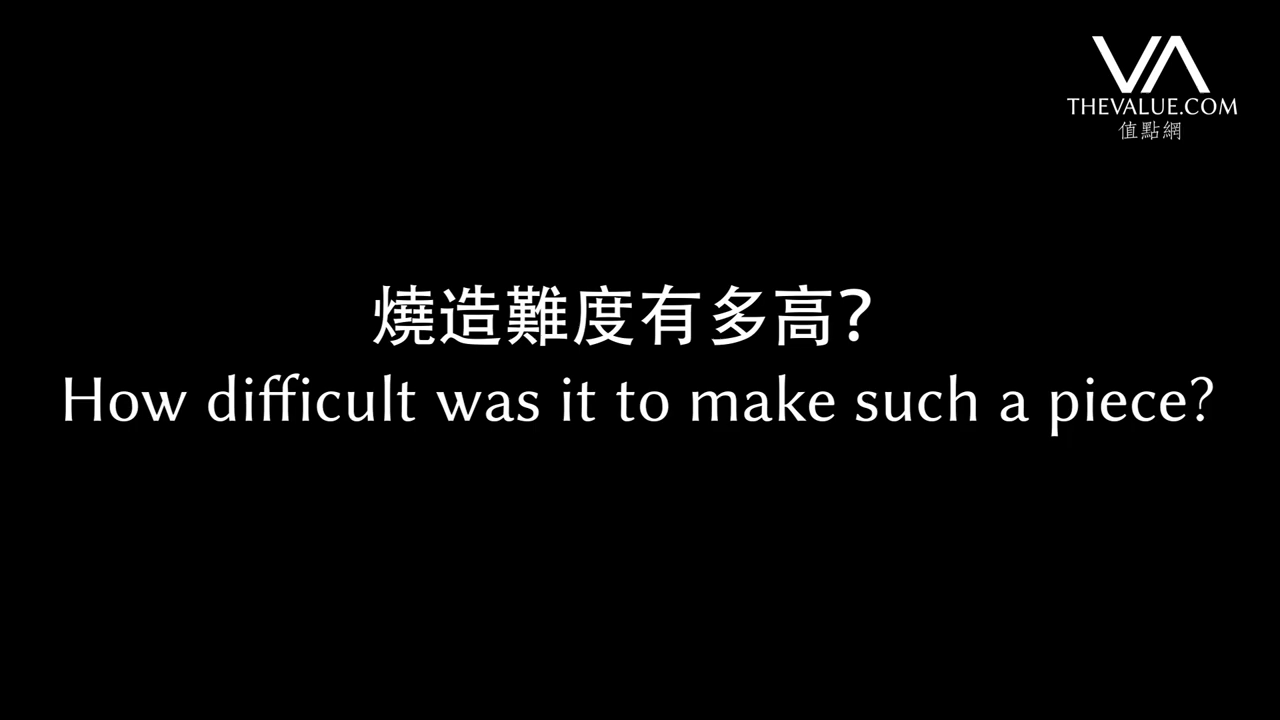 THEVALUE.COM
值點網
燒造難度有多高?
How difficult was it to make such a piece?